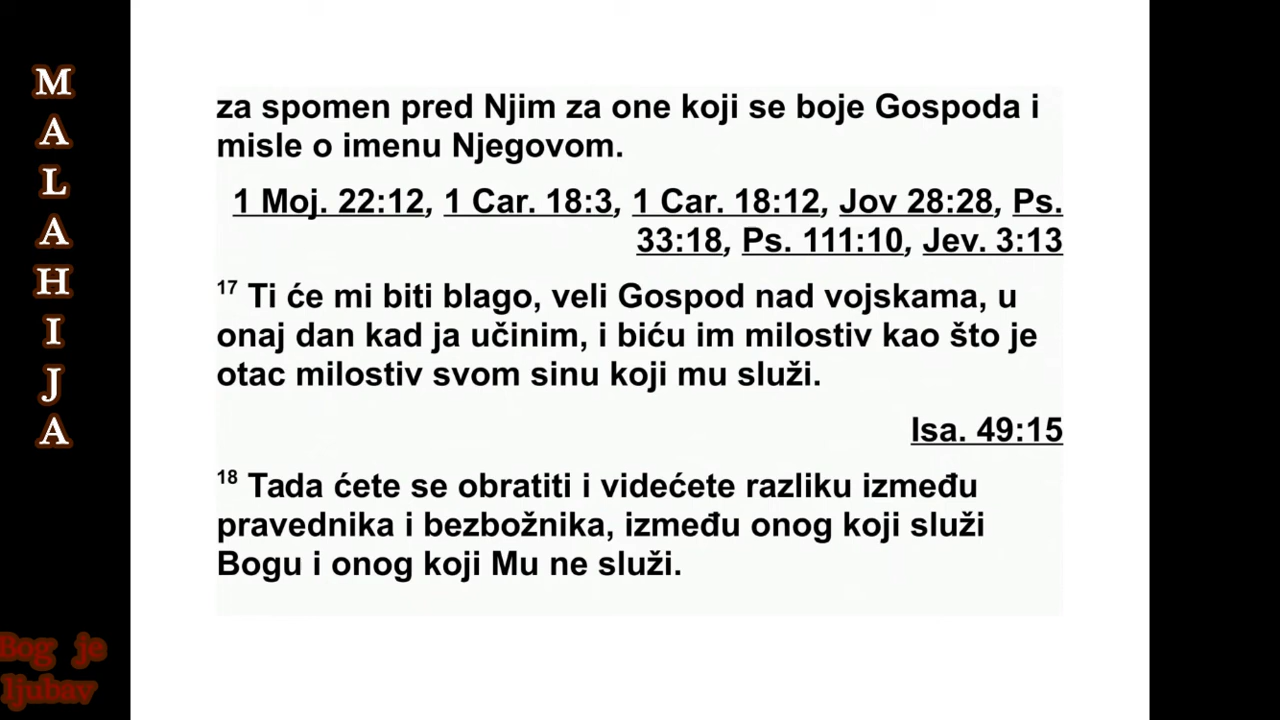 MALAHIJA
za spomen pred Njim za one koji se boje Gospoda i
misle o imenu Njegovom.
1 Moj. 22:12, 1 Car. 18:3, 1 Car. 18:12, Jov 28:28, Ps.
33:18, Ps. 111:10, Jev. 3:13
17 Ti će mi biti blago, veli Gospod nad vojskama, u
onaj dan kad ja učinim, i biću im milostiv kao što je
otac milostiv svom sinu koji mu služi.
Isa. 49:15
18 Tada ćete se obratiti i videćete razliku između
pravednika i bezbožnika, između onog koji služi
Bogu i onog koji Mu ne služi.
Bog je
ljubav